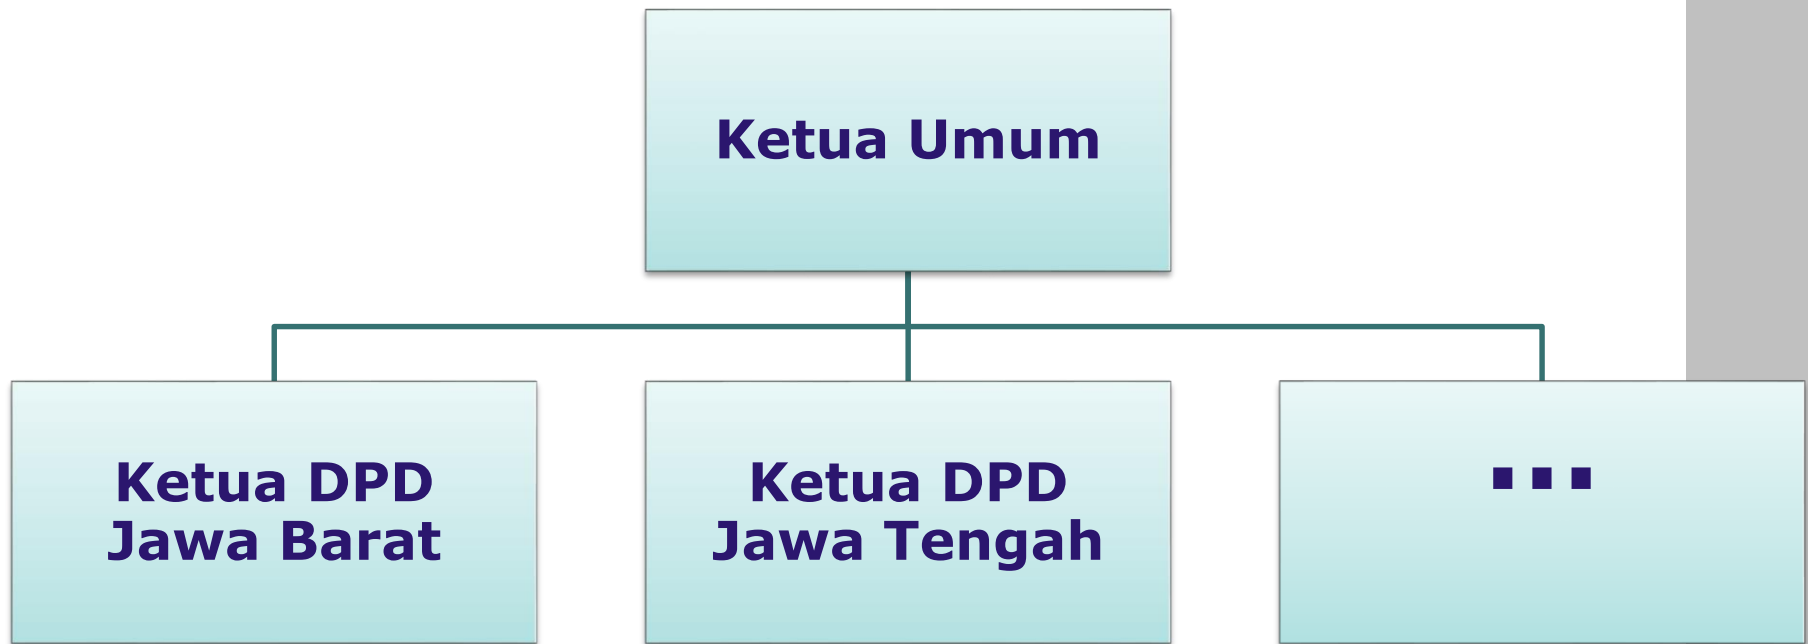 Ketua Umum
Ketua DPD
Jawa Barat
Ketua DPD
Jawa Tengah
...